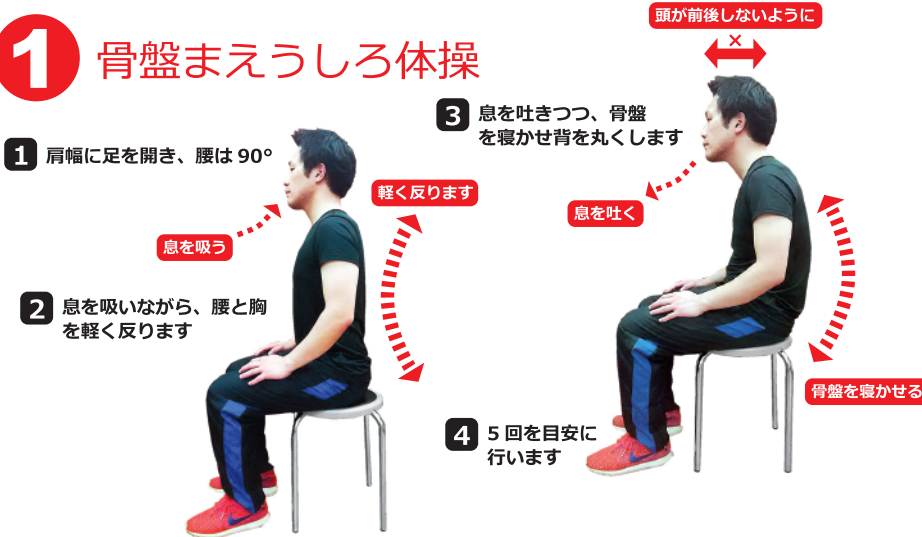 1 骨盤まえうしろ体操
1 肩幅に足を開き、腰は90°
息を吸う
軽く反ります
2 息を吸いながら、腰と胸
を軽く反ります
頭が前後しないように
×
3 息を吐きつつ、骨盤
を寝かせ背を丸くします
息を吐く
骨盤を寝かせる
4 5回を目安に
行います